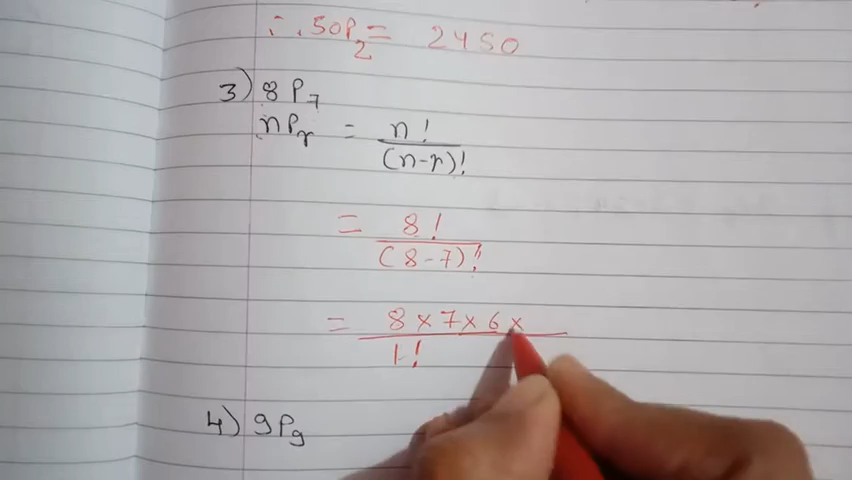 ∴ 50P₂ = 2450
3) 8P₇
nPᵣ = n! / (n-r)!
= 8! / (8-7)!
= 8×7×6× / 1!
4) 9P₉